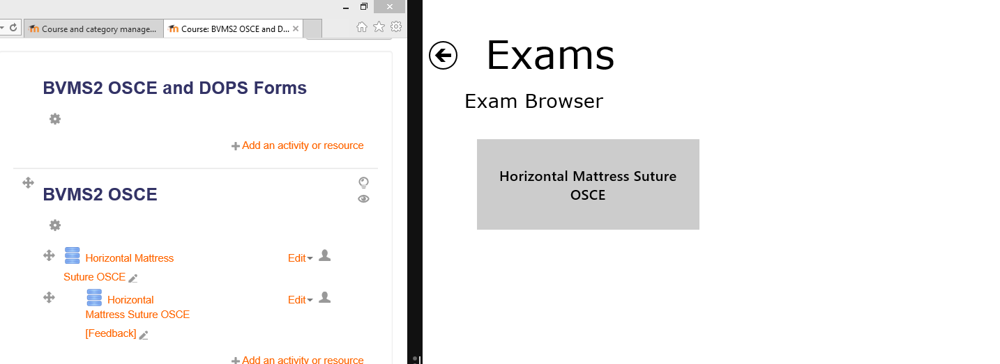 Course and category manage...
Course: BVMS2 OSCE and D...
BVMS2 OSCE and DOPS Forms
Add an activity or resource
BVMS2 OSCE
Horizontal Mattress
Suture OSCE
Edit
Horizontal
Mattress Suture OSCE
[Feedback]
Edit
Add an activity or resource
Exams
Exam Browser
Horizontal Mattress Suture
OSCE